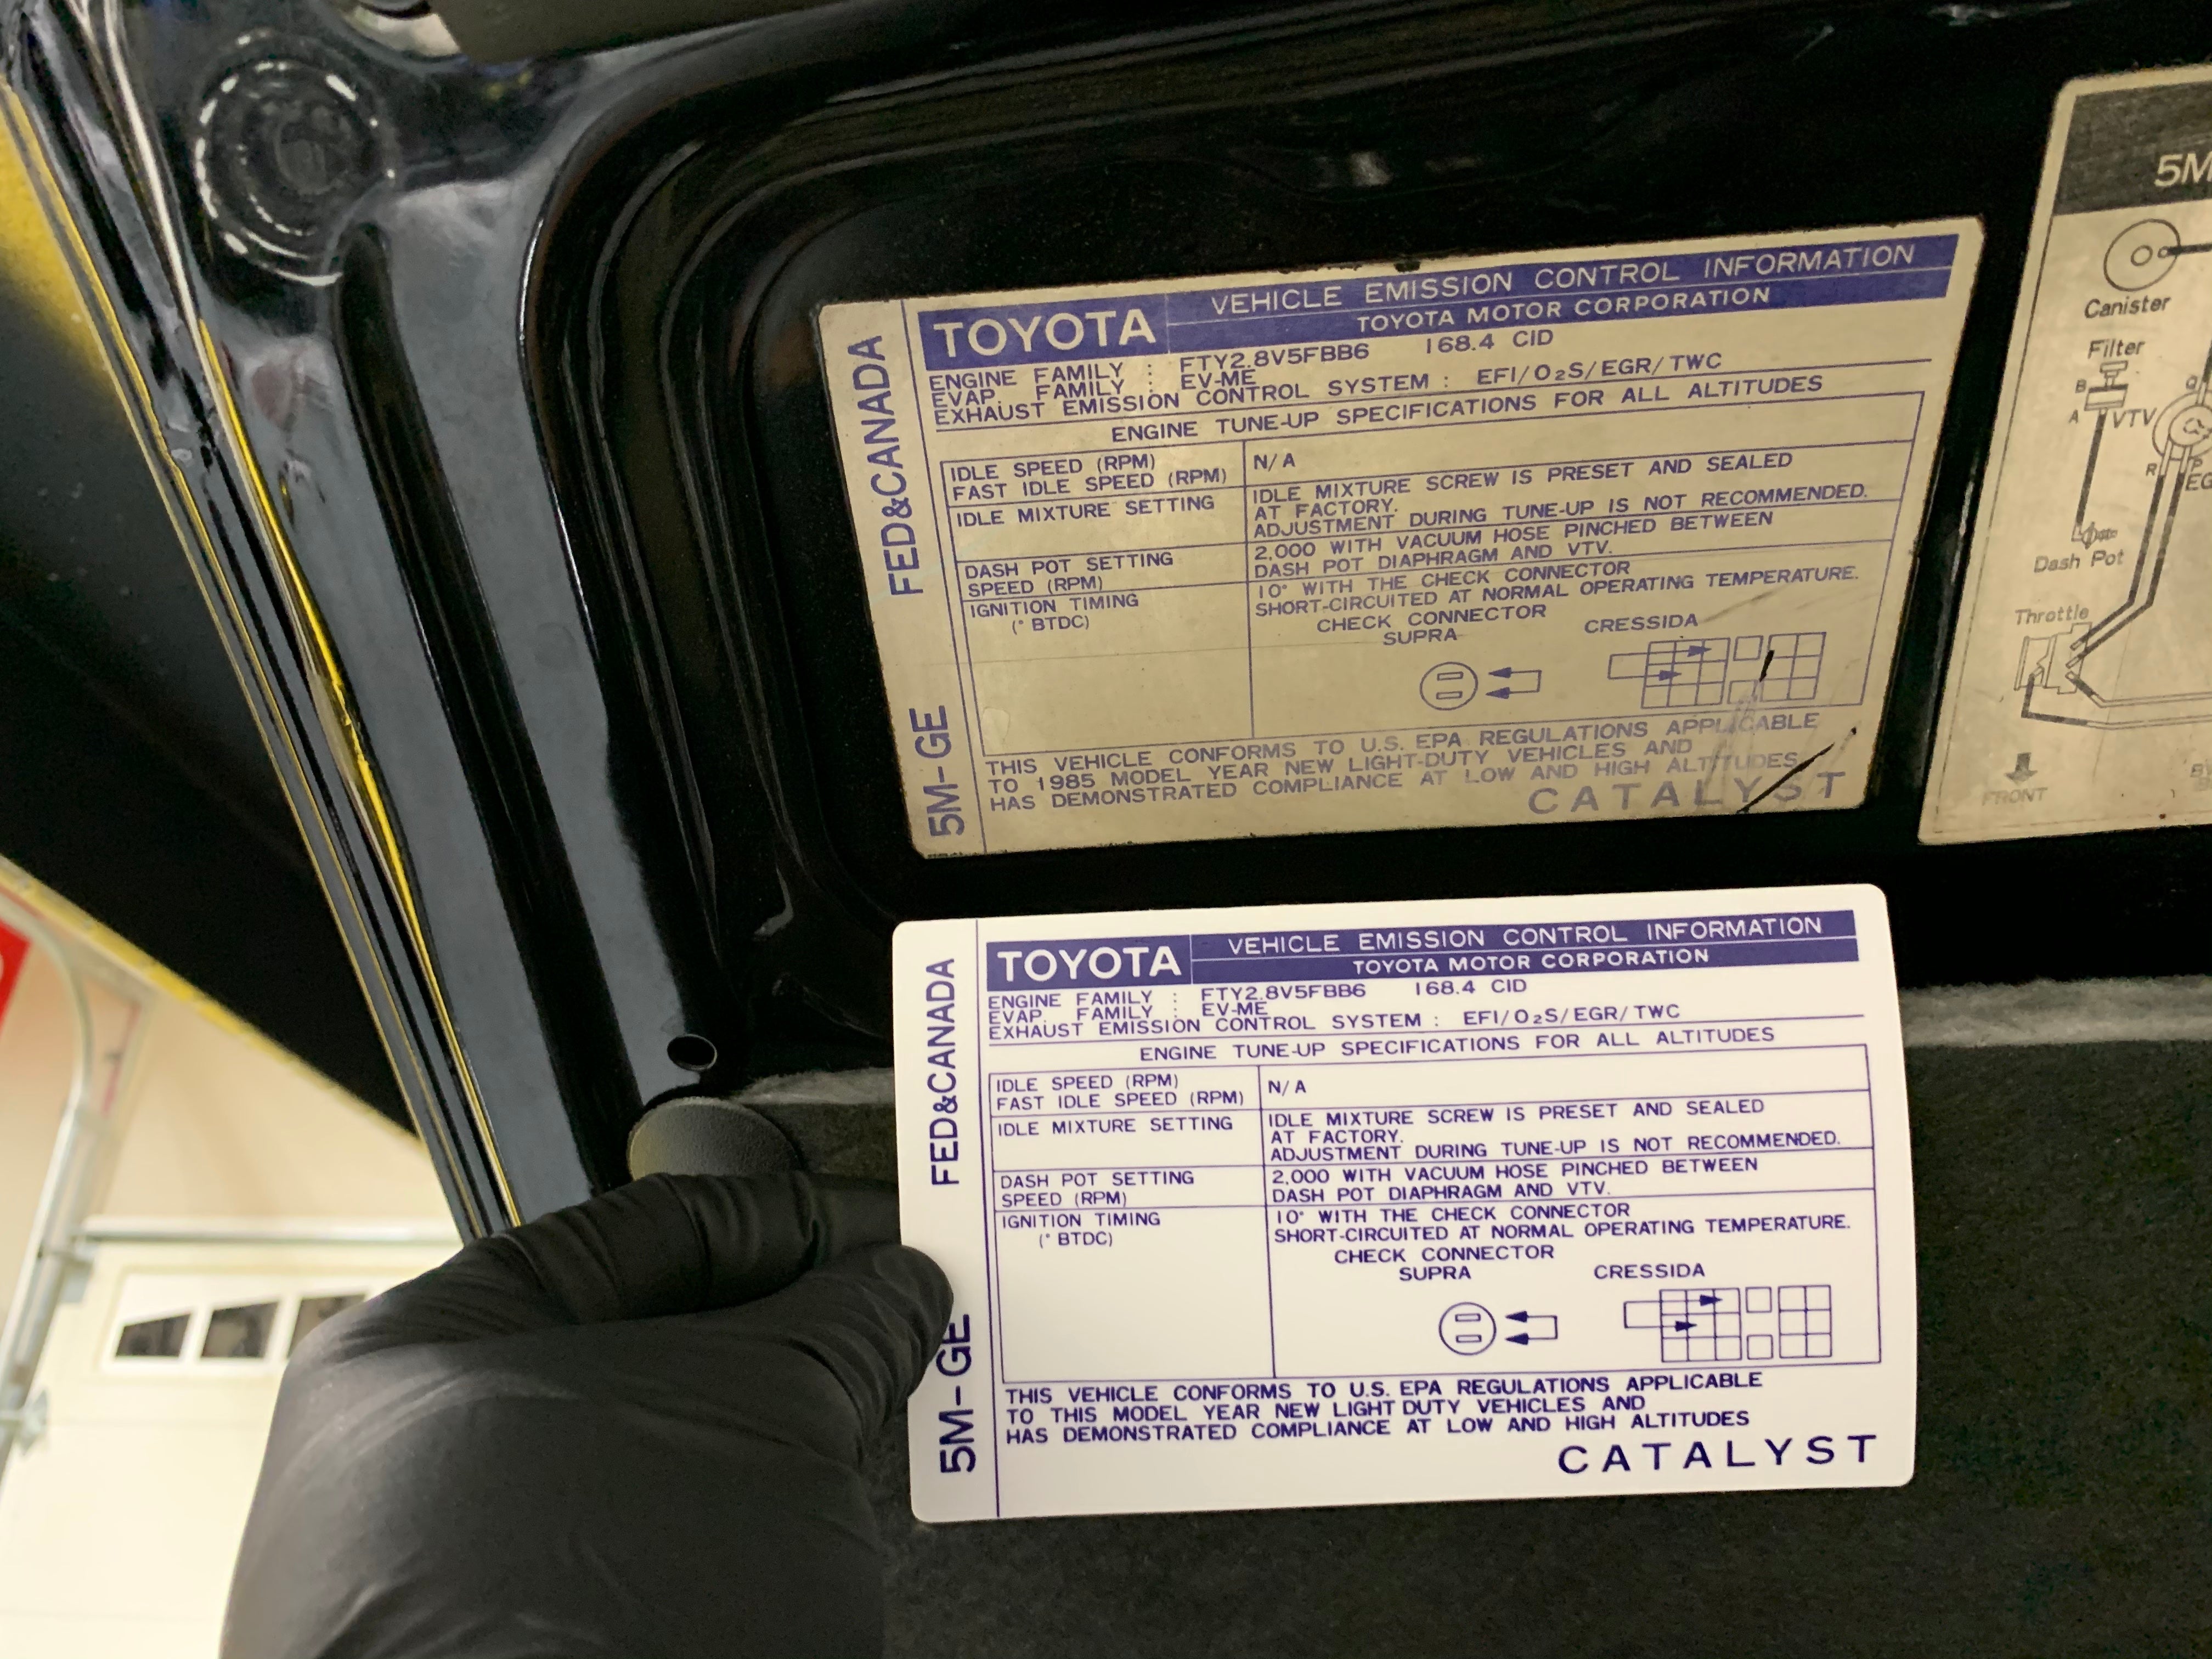 FED&CANADA
5M-GE
TOYOTA
VEHICLE EMISSION CONTROL INFORMATION
TOYOTA MOTOR CORPORATION
ENGINE FAMILY : FTY2.8V5FBB6 168.4 CID
EVAP. FAMILY : EV-ME
EXHAUST EMISSION CONTROL SYSTEM : EFI/O₂S/EGR/TWC
ENGINE TUNE-UP SPECIFICATIONS FOR ALL ALTITUDES
IDLE SPEED (RPM)
FAST IDLE SPEED (RPM)
N/A
IDLE MIXTURE SETTING
IDLE MIXTURE SCREW IS PRESET AND SEALED
AT FACTORY.
ADJUSTMENT DURING TUNE-UP IS NOT RECOMMENDED.
DASH POT SETTING
SPEED (RPM)
2,000 WITH VACUUM HOSE PINCHED BETWEEN
DASH POT DIAPHRAGM AND VTV.
IGNITION TIMING
(° BTDC)
10° WITH THE CHECK CONNECTOR
SHORT-CIRCUITED AT NORMAL OPERATING TEMPERATURE.
CHECK CONNECTOR
SUPRA CRESSIDA
THIS VEHICLE CONFORMS TO U.S. EPA REGULATIONS APPLICABLE
TO 1985 MODEL YEAR NEW LIGHT-DUTY VEHICLES AND
HAS DEMONSTRATED COMPLIANCE AT LOW AND HIGH ALTITUDES
CATALYST
5M
Canister
Filter
B
A
VTV
Q
R
P
EG
Dash Pot
Throttle
FRONT
FED&CANADA
5M-GE
TOYOTA
VEHICLE EMISSION CONTROL INFORMATION
TOYOTA MOTOR CORPORATION
ENGINE FAMILY : FTY2.8V5FBB6 168.4 CID
EVAP. FAMILY : EV-ME
EXHAUST EMISSION CONTROL SYSTEM : EFI/O₂S/EGR/TWC
ENGINE TUNE-UP SPECIFICATIONS FOR ALL ALTITUDES
IDLE SPEED (RPM)
FAST IDLE SPEED (RPM)
N/A
IDLE MIXTURE SETTING
IDLE MIXTURE SCREW IS PRESET AND SEALED
AT FACTORY.
ADJUSTMENT DURING TUNE-UP IS NOT RECOMMENDED.
DASH POT SETTING
SPEED (RPM)
2,000 WITH VACUUM HOSE PINCHED BETWEEN
DASH POT DIAPHRAGM AND VTV.
IGNITION TIMING
(° BTDC)
10° WITH THE CHECK CONNECTOR
SHORT-CIRCUITED AT NORMAL OPERATING TEMPERATURE.
CHECK CONNECTOR
SUPRA CRESSIDA
THIS VEHICLE CONFORMS TO U.S. EPA REGULATIONS APPLICABLE
TO THIS MODEL YEAR NEW LIGHT DUTY VEHICLES AND
HAS DEMONSTRATED COMPLIANCE AT LOW AND HIGH ALTITUDES
CATALYST